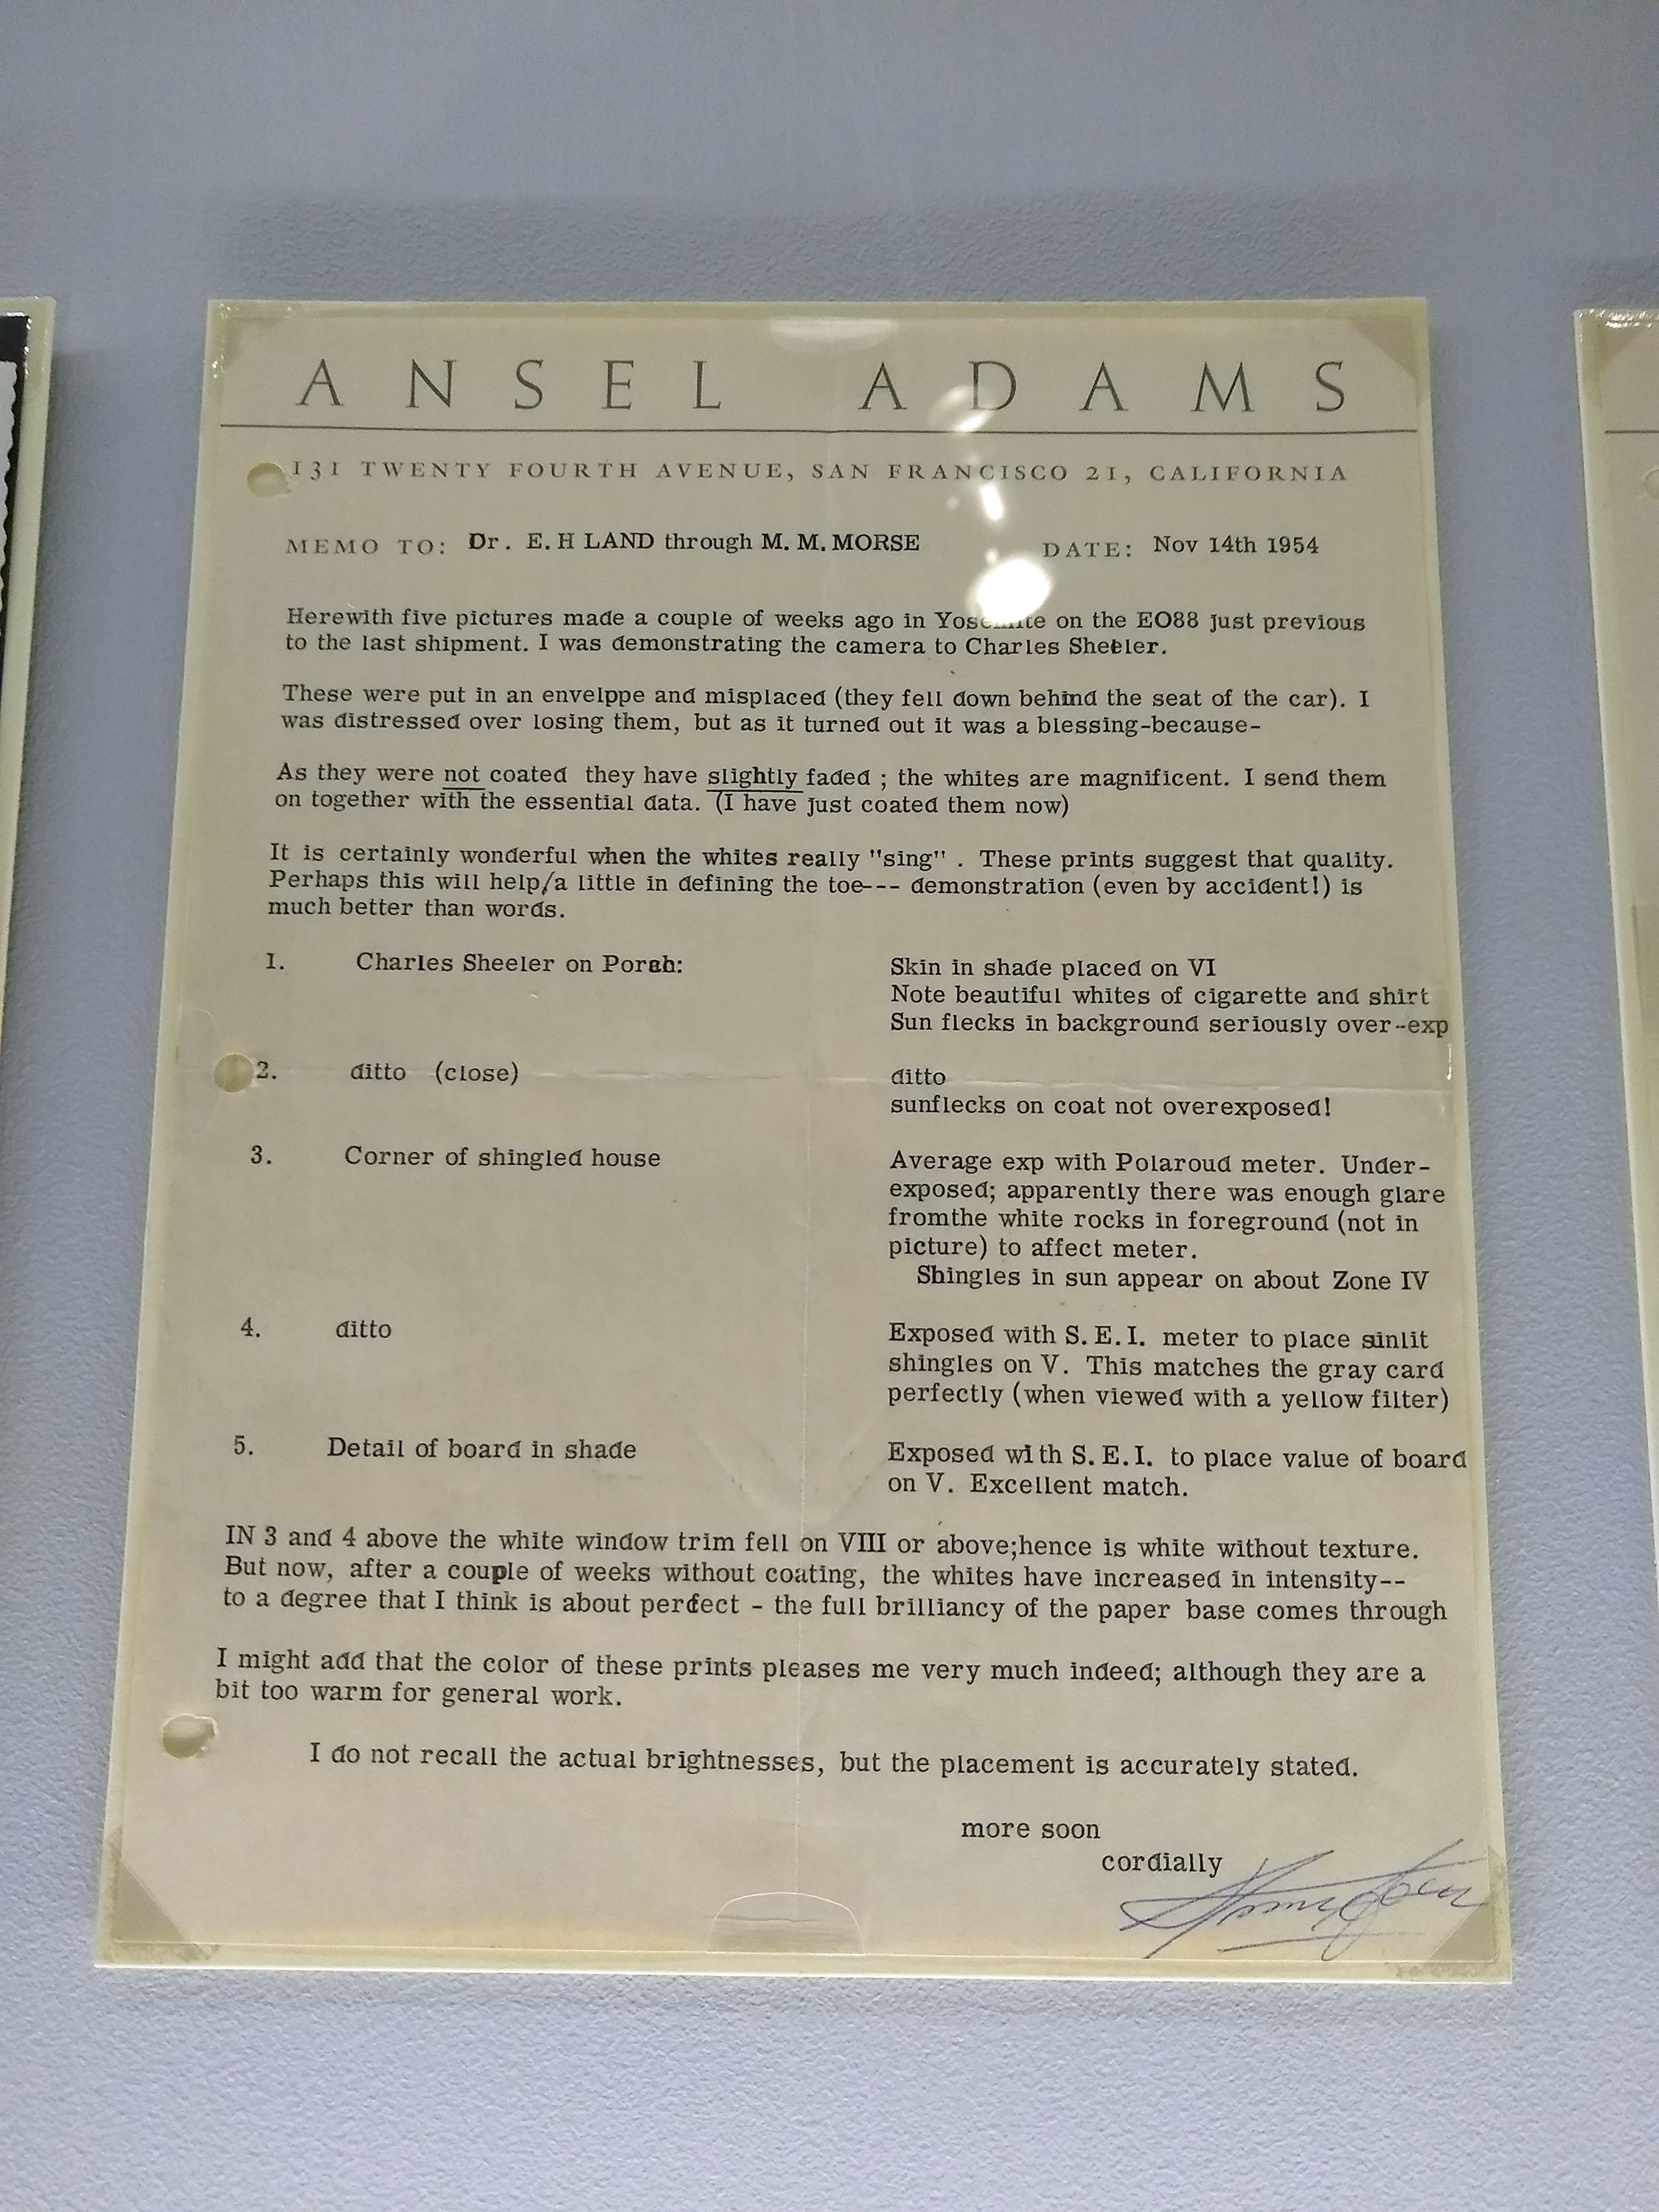 ANSEL ADAMS
131 TWENTY FOURTH AVENUE, SAN FRANCISCO 21, CALIFORNIA
MEMO TO: Dr. E.H LAND through M. M. MORSE DATE: Nov 14th 1954
Herewith five pictures made a couple of weeks ago in Yosemite on the EO88 just previous
to the last shipment. I was demonstrating the camera to Charles Sheeler.
These were put in an envelppe and misplaced (they fell down behind the seat of the car). I
was distressed over losing them, but as it turned out it was a blessing-because-
As they were not coated they have slightly faded ; the whites are magnificent. I send them
on together with the essential data. (I have just coated them now)
It is certainly wonderful when the whites really "sing" . These prints suggest that quality.
Perhaps this will help/a little in defining the toe--- demonstration (even by accident!) is
much better than words.
1. Charles Sheeler on Porah: Skin in shade placed on VI
Note beautiful whites of cigarette and shirt
Sun flecks in background seriously over--exp
2. ditto (close) ditto
sunflecks on coat not overexposed!
3. Corner of shingled house Average exp with Polaroud meter. Under-
exposed; apparently there was enough glare
fromthe white rocks in foreground (not in
picture) to affect meter.
Shingles in sun appear on about Zone IV
4. ditto Exposed with S.E.I. meter to place sinlit
shingles on V. This matches the gray card
perfectly (when viewed with a yellow filter)
5. Detail of board in shade Exposed with S.E.I. to place value of board
on V. Excellent match.
IN 3 and 4 above the white window trim fell on VIII or above;hence is white without texture.
But now, after a couple of weeks without coating, the whites have increased in intensity--
to a degree that I think is about perfect - the full brilliancy of the paper base comes through
I might add that the color of these prints pleases me very much indeed; although they are a
bit too warm for general work.
I do not recall the actual brightnesses, but the placement is accurately stated.
more soon
cordially